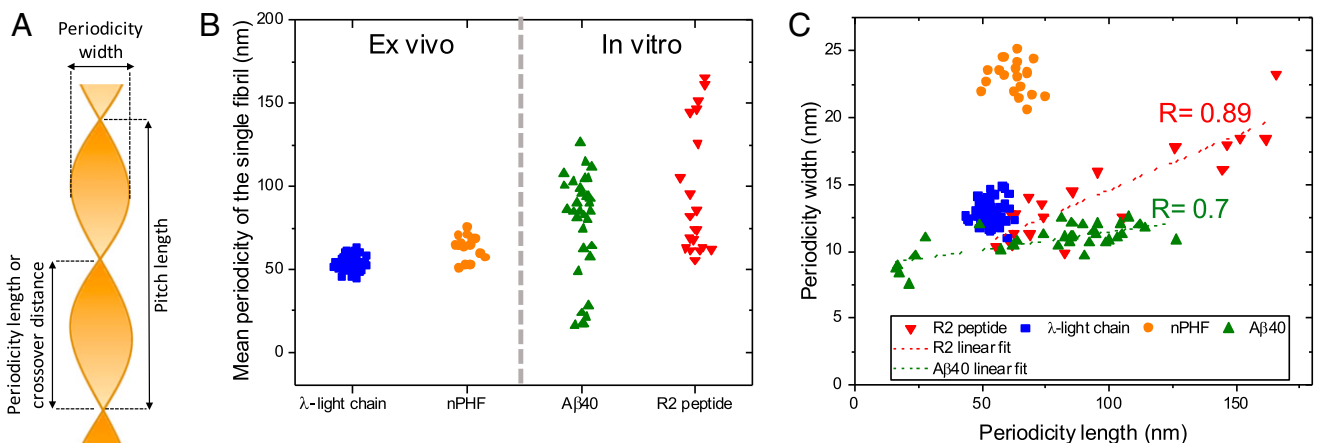 A
Periodicity
width
Pitch length
Periodicity length or
crossover distance
B
Mean periodicity of the single fibril (nm)
200
150
100
50
0
Ex vivo
In vitro
λ-light chain
nPHF
Aβ40
R2 peptide
C
Periodicity width (nm)
25
20
15
10
5
0
R= 0.89
R= 0.7
R2 peptide λ-light chain nPHF Aβ40
R2 linear fit
Aβ40 linear fit
0 50 100 150
Periodicity length (nm)